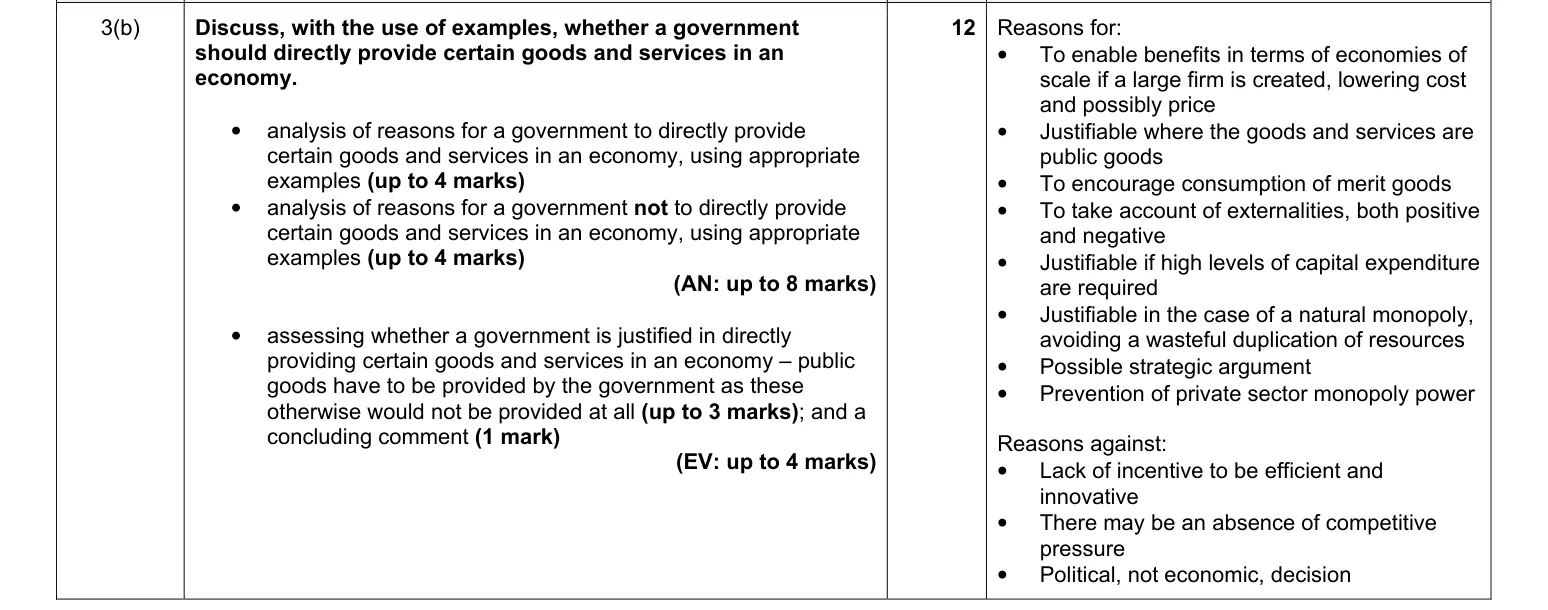 3(b)
Discuss, with the use of examples, whether a government
should directly provide certain goods and services in an
economy.
• analysis of reasons for a government to directly provide
certain goods and services in an economy, using appropriate
examples (up to 4 marks)
• analysis of reasons for a government not to directly provide
certain goods and services in an economy, using appropriate
examples (up to 4 marks)
(AN: up to 8 marks)
• assessing whether a government is justified in directly
providing certain goods and services in an economy – public
goods have to be provided by the government as these
otherwise would not be provided at all (up to 3 marks); and a
concluding comment (1 mark)
(EV: up to 4 marks)
12
Reasons for:
• To enable benefits in terms of economies of
scale if a large firm is created, lowering cost
and possibly price
• Justifiable where the goods and services are
public goods
• To encourage consumption of merit goods
• To take account of externalities, both positive
and negative
• Justifiable if high levels of capital expenditure
are required
• Justifiable in the case of a natural monopoly,
avoiding a wasteful duplication of resources
• Possible strategic argument
• Prevention of private sector monopoly power
Reasons against:
• Lack of incentive to be efficient and
innovative
• There may be an absence of competitive
pressure
• Political, not economic, decision